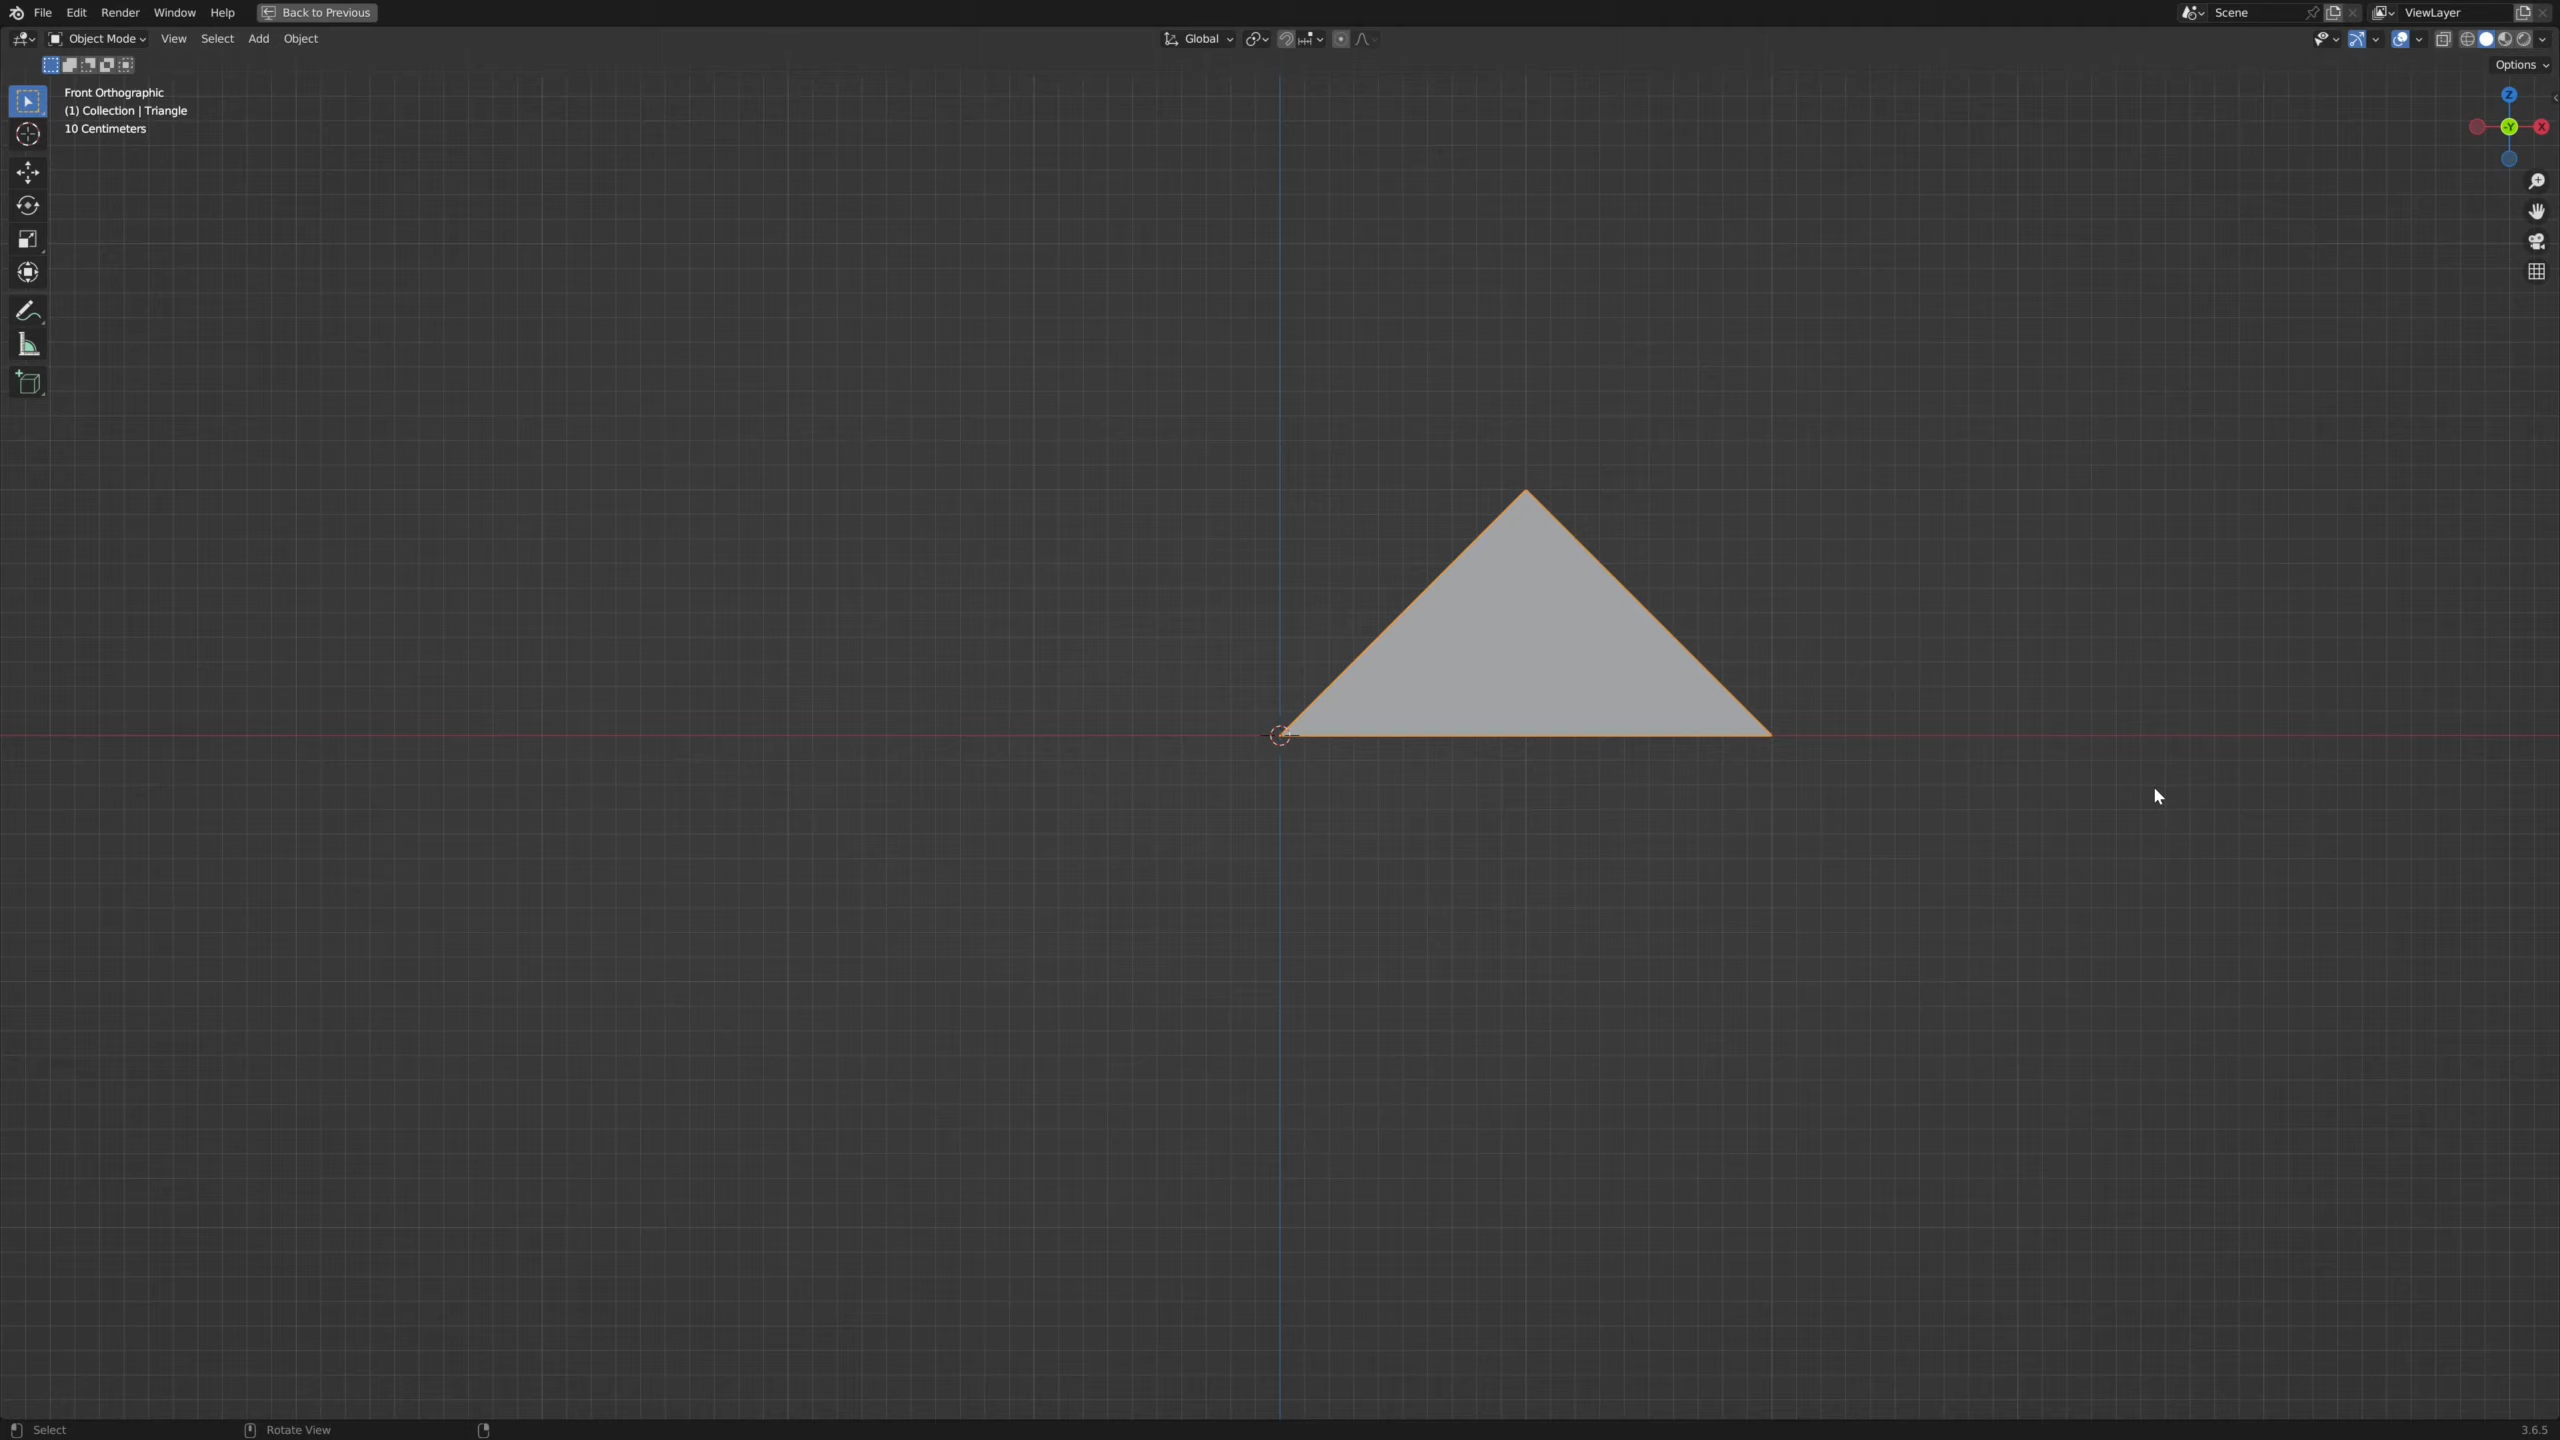 File Edit Render Window Help Back to Previous Scene ViewLayer
Object Mode View Select Add Object Global
Options
Front Orthographic
(1) Collection | Triangle
10 Centimeters
Z
-Y X
Select Rotate View 3.6.5